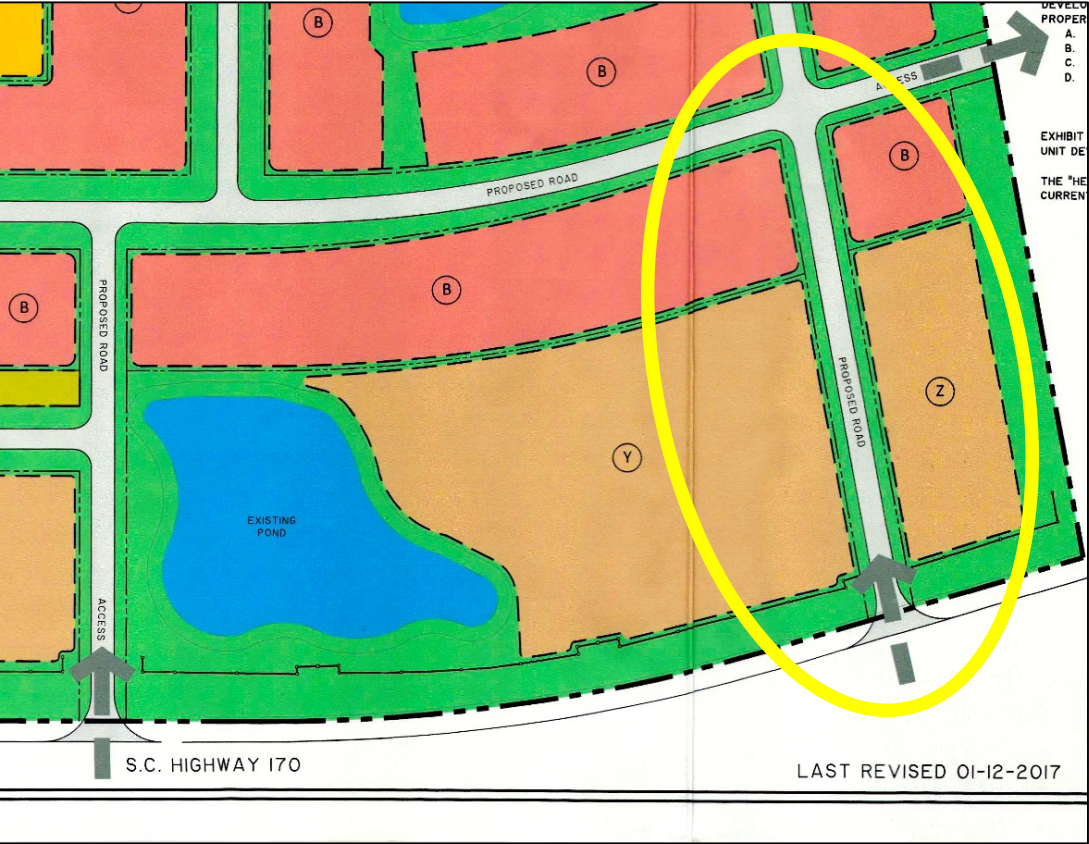 DEVELO
PROPER
A.
B.
C.
D.
B
B
ACCESS
EXHIBIT
UNIT DE
B
THE "HE
CURREN
PROPOSED ROAD
B
B
PROPOSED ROAD
PROPOSED ROAD
Z
Y
EXISTING
POND
ACCESS
S.C. HIGHWAY 170
LAST REVISED 01-12-2017